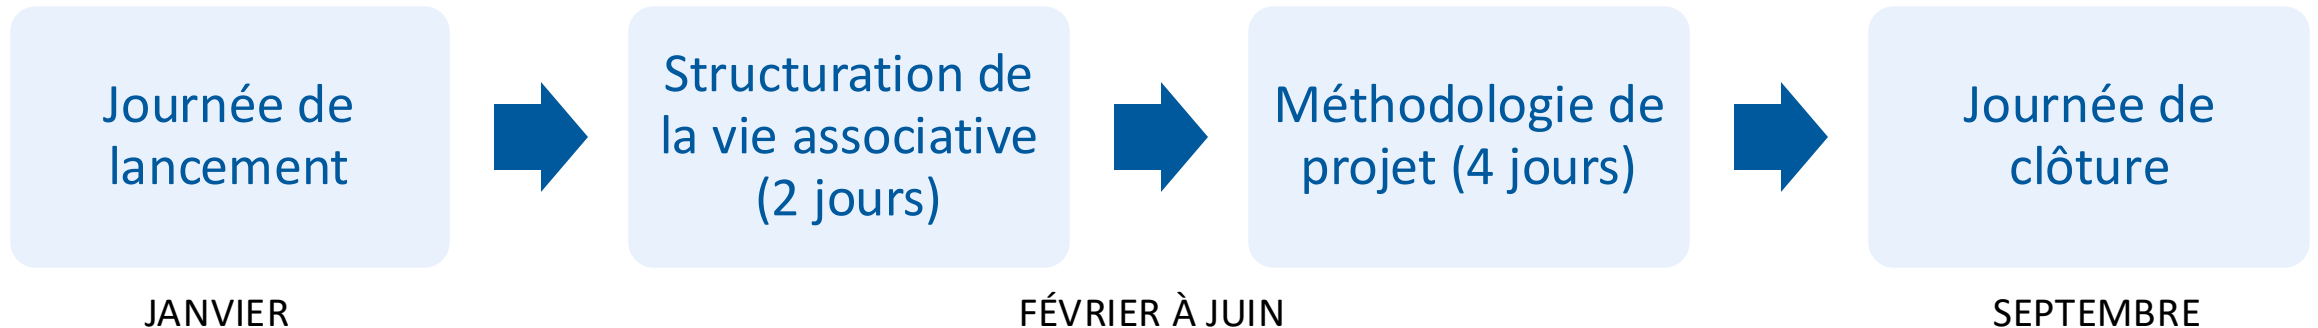 Journée de
lancement
Structuration de
la vie associative
(2 jours)
Méthodologie de
projet (4 jours)
Journée de
clôture
JANVIER
FÉVRIER À JUIN
SEPTEMBRE